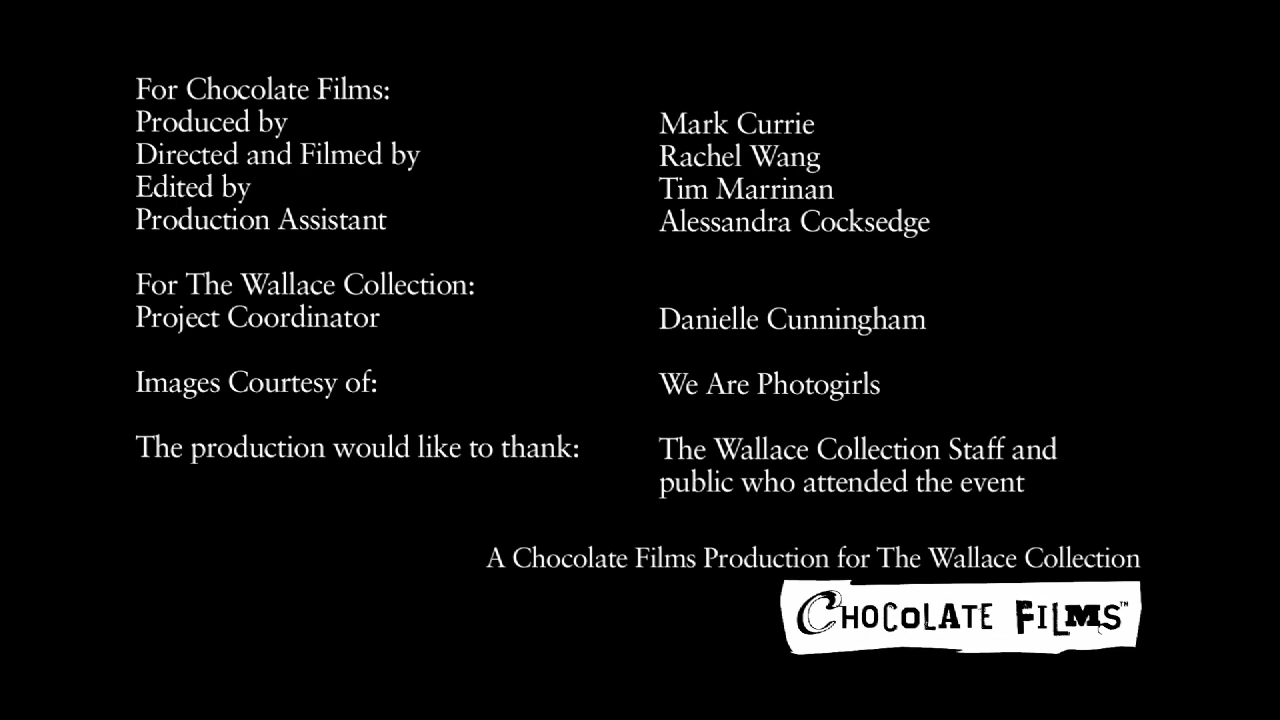 For Chocolate Films:
Produced by Mark Currie
Directed and Filmed by Rachel Wang
Edited by Tim Marrinan
Production Assistant Alessandra Cocksedge
For The Wallace Collection:
Project Coordinator Danielle Cunningham
Images Courtesy of: We Are Photogirls
The production would like to thank: The Wallace Collection Staff and
public who attended the event
A Chocolate Films Production for The Wallace Collection
CHOCOLATE FILMS™